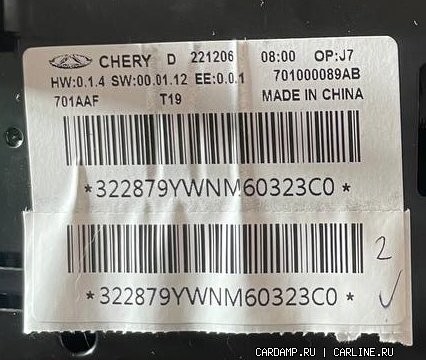 CHERY D 221206 08:00 OP:J7
HW:0.1.4 SW:00.01.12 EE:0.0.1 701000089AB
701AAF T19 MADE IN CHINA
*322879YWNM60323C0*
2
*322879YWNM60323C0*
CARDAMP.RU | CARLINE.RU